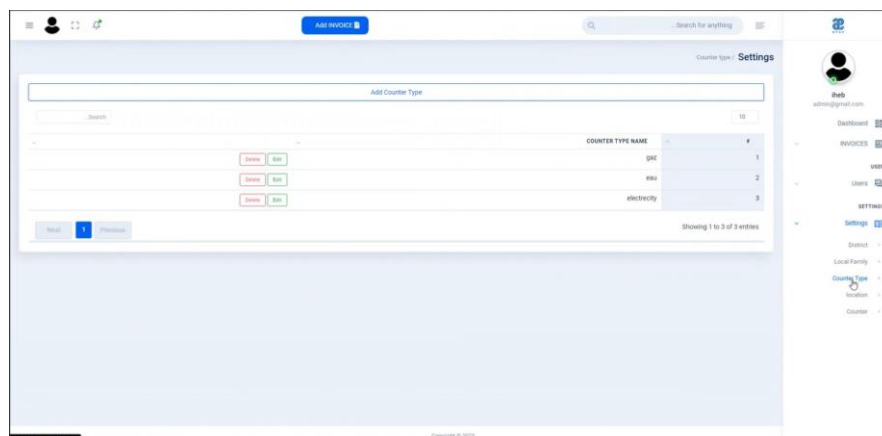 Add INVOICE
Search for anything...
Counter type / Settings
Add Counter Type
Search...
10
COUNTER TYPE NAME
#
Delete
Edit
gaz
1
Delete
Edit
eau
2
Delete
Edit
electrecity
3
Next
1
Previous
Showing 1 to 3 of 3 entries
iheb
admin@gmail.com
Dashboard
INVOICES
USER
Users
SETTINGS
Settings
District
Local Family
Counter Type
location
Counter